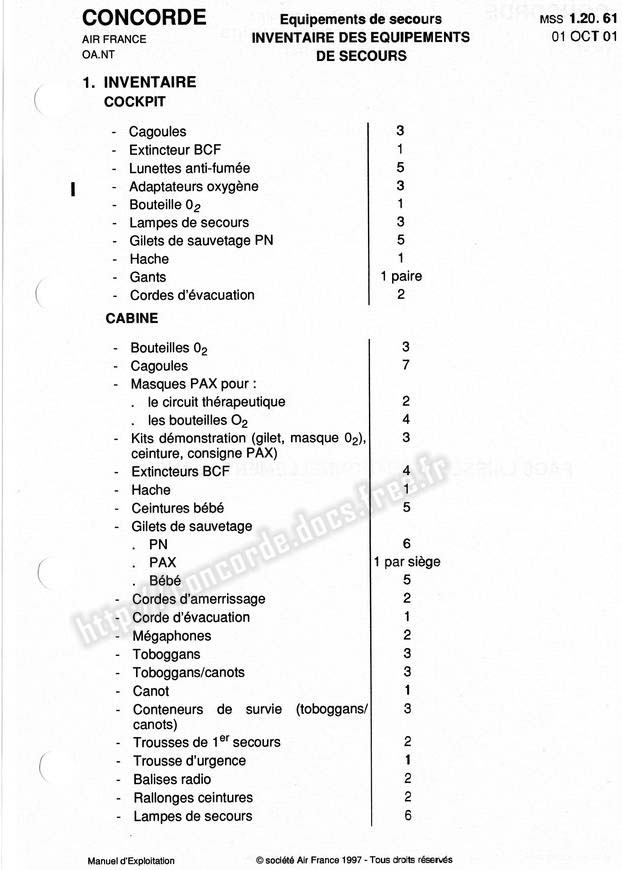 CONCORDE
AIR FRANCE
OA.NT
Equipements de secours
INVENTAIRE DES EQUIPEMENTS
DE SECOURS
MSS 1.20.61
01 OCT 01
1. INVENTAIRE
COCKPIT
- Cagoules 3
- Extincteur BCF 1
- Lunettes anti-fumée 5
- Adaptateurs oxygène 3
- Bouteille 02 1
- Lampes de secours 3
- Gilets de sauvetage PN 5
- Hache 1
- Gants 1 paire
- Cordes d'évacuation 2
CABINE
- Bouteilles 02 3
- Cagoules 7
- Masques PAX pour :
. le circuit thérapeutique 2
. les bouteilles O2 4
- Kits démonstration (gilet, masque 02), 3
ceinture, consigne PAX)
- Extincteurs BCF 4
- Hache 1
- Ceintures bébé 5
- Gilets de sauvetage
. PN 6
. PAX 1 par siège
. Bébé 5
- Cordes d'amerrissage 2
- Corde d'évacuation 1
- Mégaphones 2
- Toboggans 3
- Toboggans/canots 3
- Canot 1
- Conteneurs de survie (toboggans/ 3
canots)
- Trousses de 1er secours 2
- Trousse d'urgence 1
- Balises radio 2
- Rallonges ceintures 2
- Lampes de secours 6
http://concorde.docs.free.fr
Manuel d'Exploitation
© société Air France 1997 - Tous droits réservés